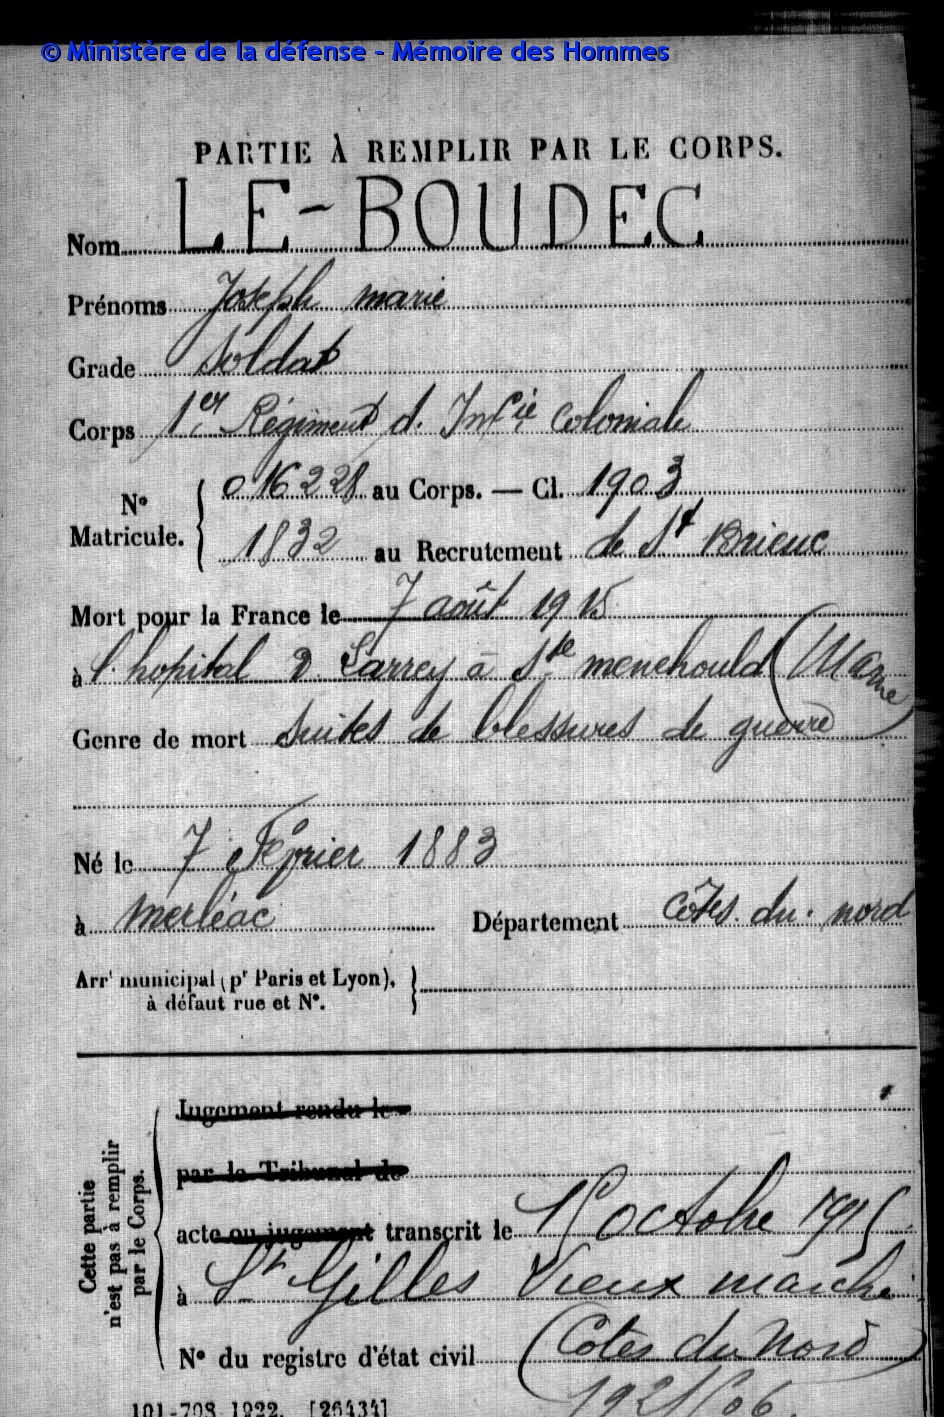 © Ministère de la défense - Mémoire des Hommes
PARTIE À REMPLIR PAR LE CORPS.
Nom LE-BOUDEC
Prénoms Joseph marie
Grade Soldat
Corps 1er Régiment d. Infie Coloniale
N° Matricule. { 016228 au Corps. — Cl. 1903
1832 au Recrutement de St Brieuc
Mort pour la France le 7 août 1915
à l'hopital D. Larrey à Ste menehould (Marne)
Genre de mort Suites de blessures de guerre
Né le 7 Février 1883
à Merléac Département Côtes. du. nord
Arrt municipal (pr Paris et Lyon), }
à défaut rue et N°.
Cette partie n'est pas à remplir par le Corps.
Jugement rendu le
par le Tribunal de
acte ou jugement transcrit le 15 octobre 1915
à St Gilles Vieux marché
N° du registre d'état civil (Côtes du Nord)
101-708 1922. [26434]